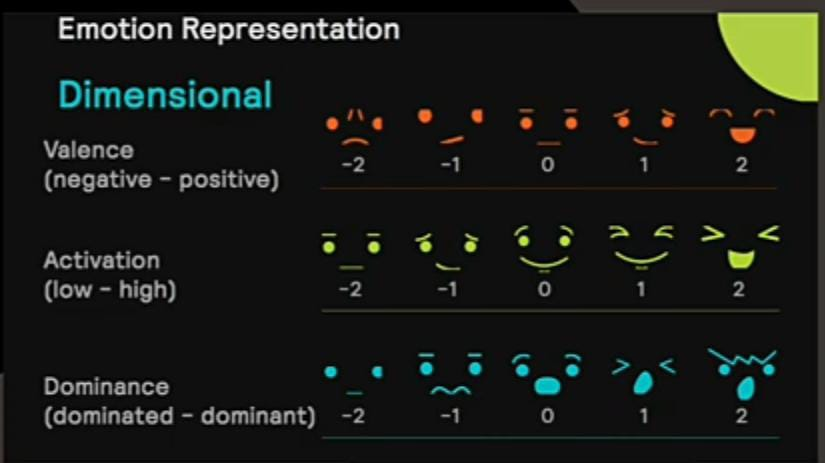 Emotion Representation
Dimensional
Valence
(negative - positive)
-2 -1 0 1 2
Activation
(low - high)
-2 -1 0 1 2
Dominance
(dominated - dominant)
-2 -1 0 1 2